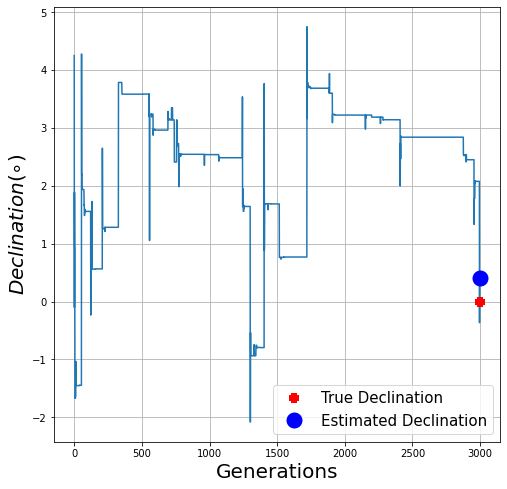 5
4
3
2
1
0
−1
−2
Declination(∘)
0 500 1000 1500 2000 2500 3000
Generations
True Declination
Estimated Declination